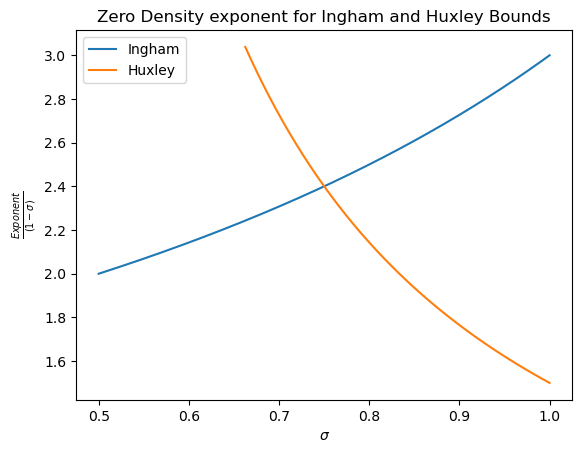 Zero Density exponent for Ingham and Huxley Bounds
Ingham
Huxley
3.0
2.8
2.6
2.4
2.2
2.0
1.8
1.6
Exponent
(1 − σ)
0.5 0.6 0.7 0.8 0.9 1.0
σ